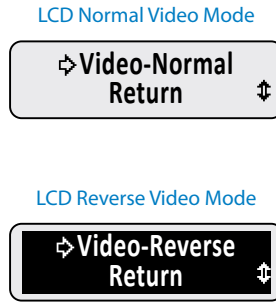 LCD Normal Video Mode
➪Video-Normal
Return ⇕
LCD Reverse Video Mode
➪Video-Reverse
Return ⇕